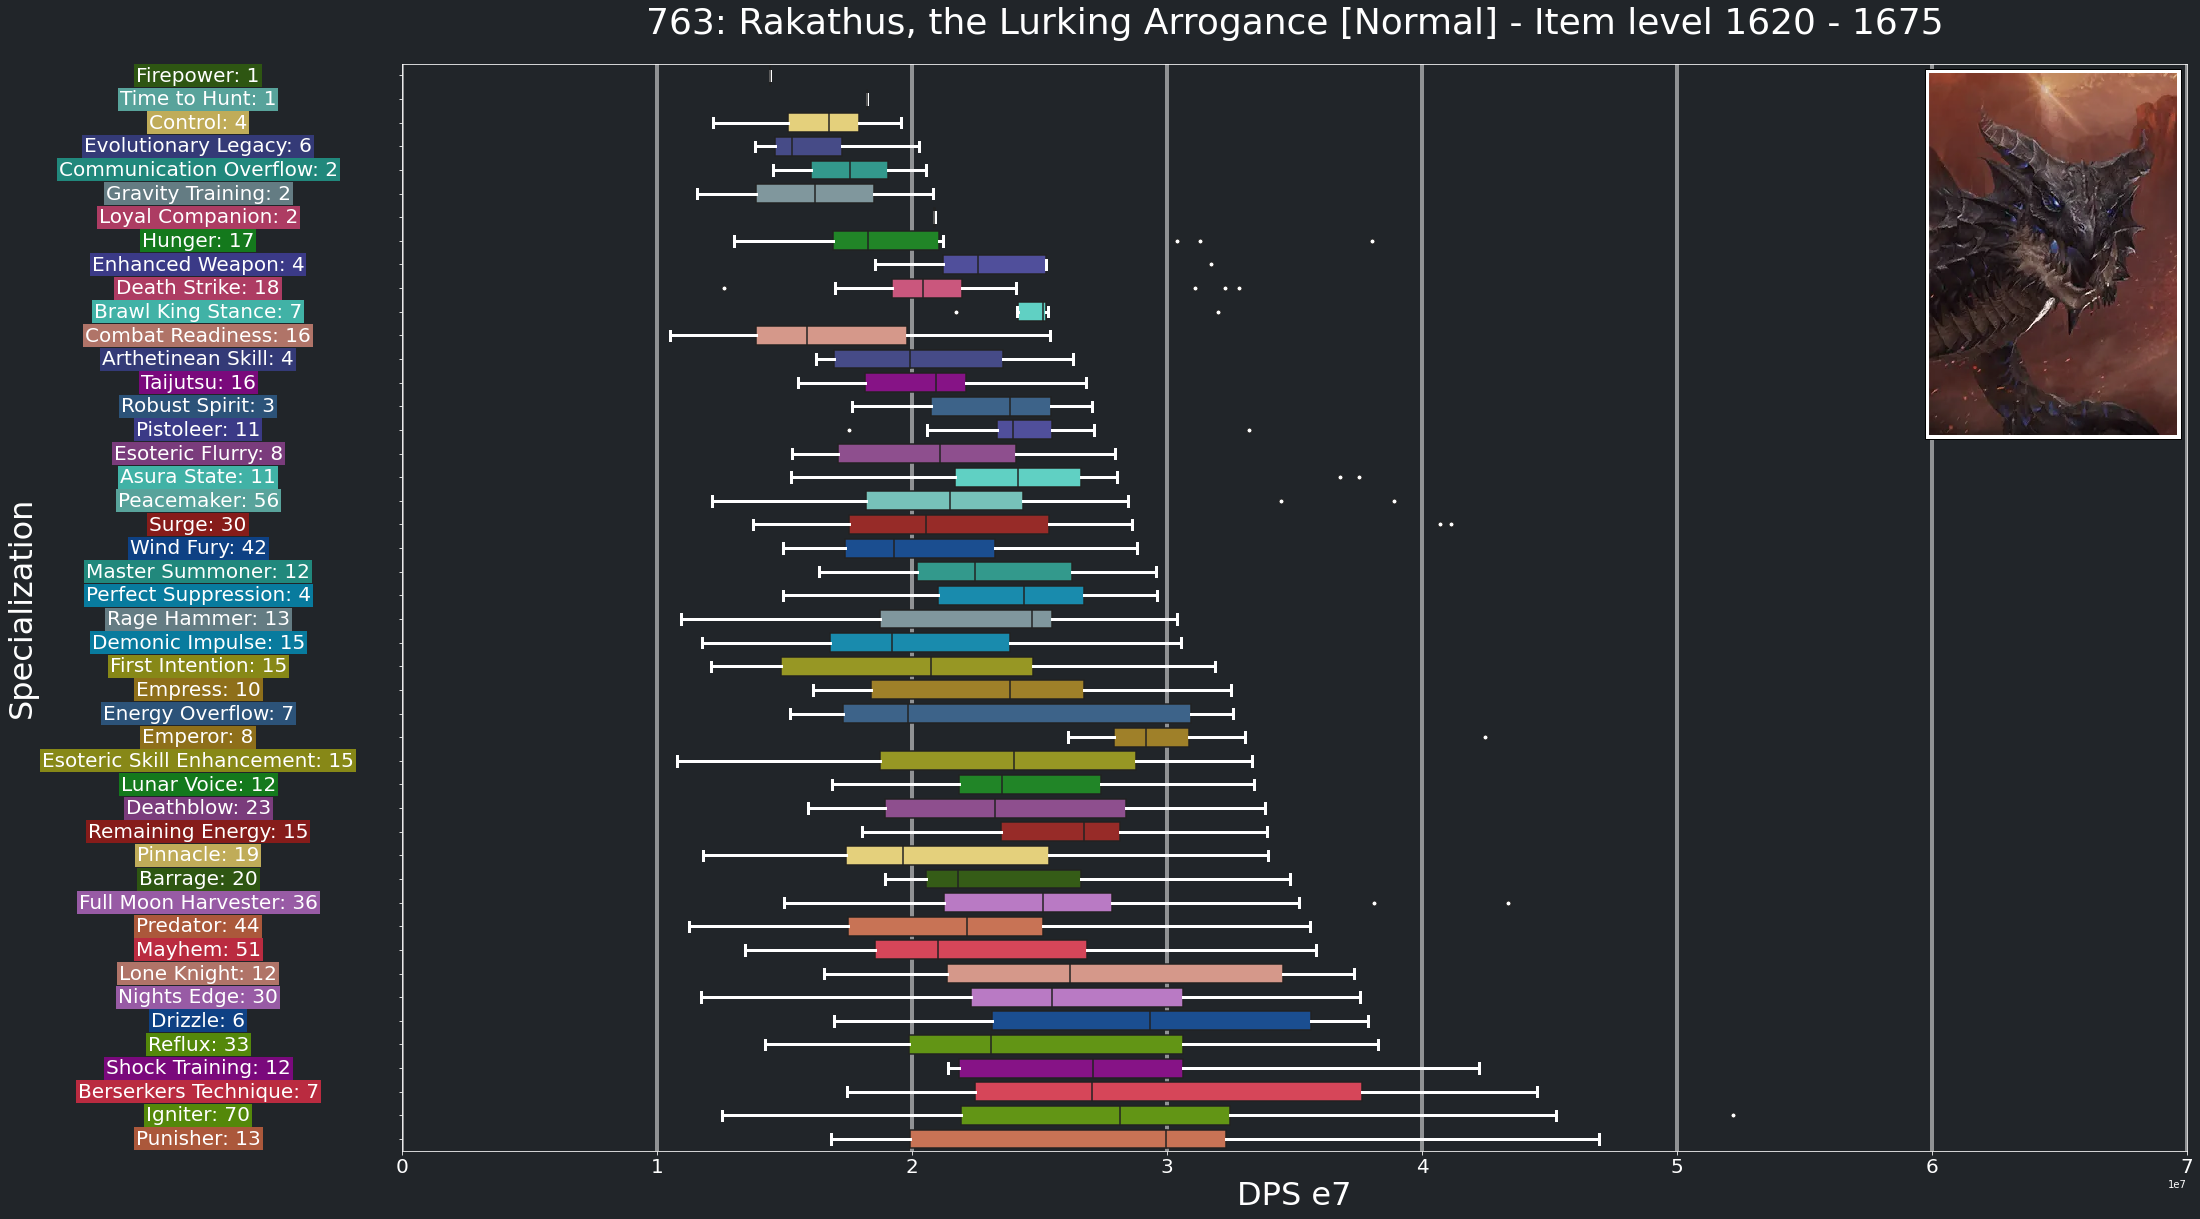 763: Rakathus, the Lurking Arrogance [Normal] - Item level 1620 - 1675
Specialization
Firepower: 1
Time to Hunt: 1
Control: 4
Evolutionary Legacy: 6
Communication Overflow: 2
Gravity Training: 2
Loyal Companion: 2
Hunger: 17
Enhanced Weapon: 4
Death Strike: 18
Brawl King Stance: 7
Combat Readiness: 16
Arthetinean Skill: 4
Taijutsu: 16
Robust Spirit: 3
Pistoleer: 11
Esoteric Flurry: 8
Asura State: 11
Peacemaker: 56
Surge: 30
Wind Fury: 42
Master Summoner: 12
Perfect Suppression: 4
Rage Hammer: 13
Demonic Impulse: 15
First Intention: 15
Empress: 10
Energy Overflow: 7
Emperor: 8
Esoteric Skill Enhancement: 15
Lunar Voice: 12
Deathblow: 23
Remaining Energy: 15
Pinnacle: 19
Barrage: 20
Full Moon Harvester: 36
Predator: 44
Mayhem: 51
Lone Knight: 12
Nights Edge: 30
Drizzle: 6
Reflux: 33
Shock Training: 12
Berserkers Technique: 7
Igniter: 70
Punisher: 13
0 1 2 3 4 5 6 7
1e7
DPS e7